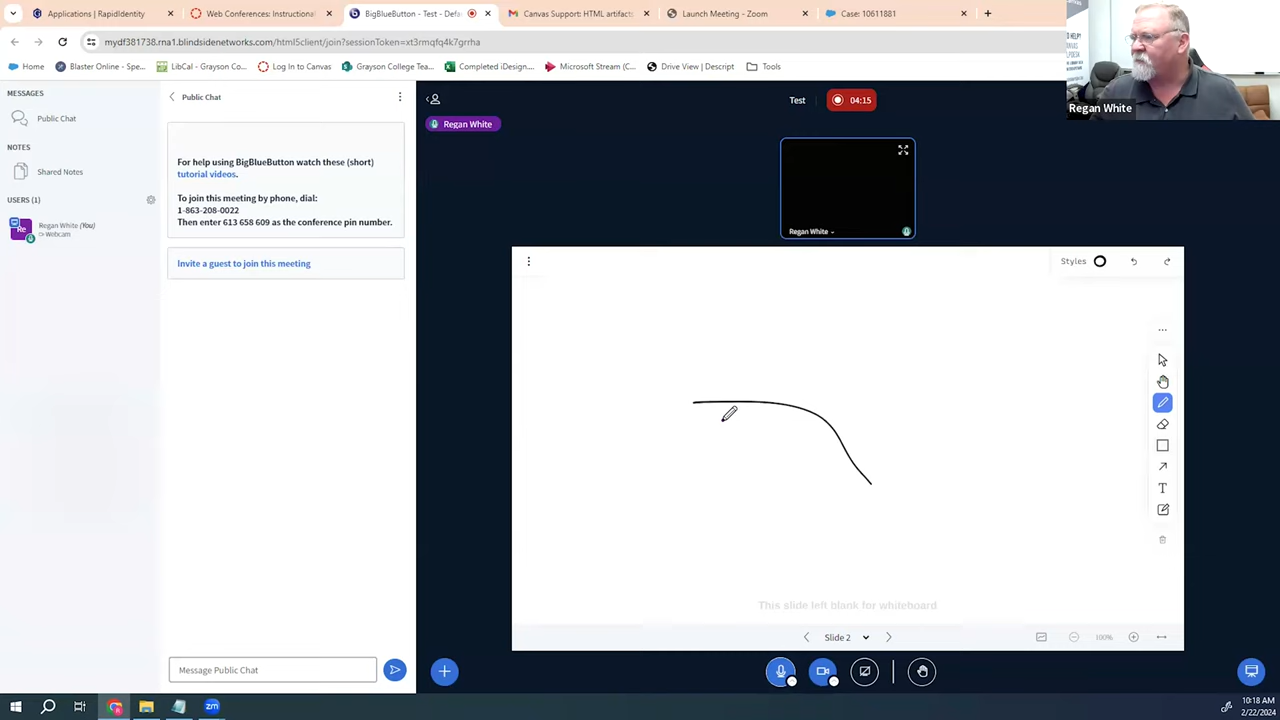 Applications | RapidIdentity
Web Conferences: Instructional
BigBlueButton - Test - Defa
Canvas Support: HTML artifacts
Launch Meeting - Zoom
Case: 10611881
mydf381738.rna1.blindsidenetworks.com/html5client/join?sessionToken=xt3rmqfq4k7grrha
Home
Blaster Online - Spe...
LibCal - Grayson Co...
Log In to Canvas
Grayson College Tea...
Completed iDesign...
Microsoft Stream (C...
Drive View | Descript
Tools
Regan White
MESSAGES
Public Chat
NOTES
Shared Notes
USERS (1)
Re
Regan White (You)
Webcam
Public Chat
For help using BigBlueButton watch these (short)
tutorial videos.
To join this meeting by phone, dial:
1-863-208-0022
Then enter 613 658 609 as the conference pin number.
Invite a guest to join this meeting
Message Public Chat
Test
04:15
Regan White
Regan White
Styles
T
This slide left blank for whiteboard
Slide 2
100%
zm
10:18 AM
2/22/2024